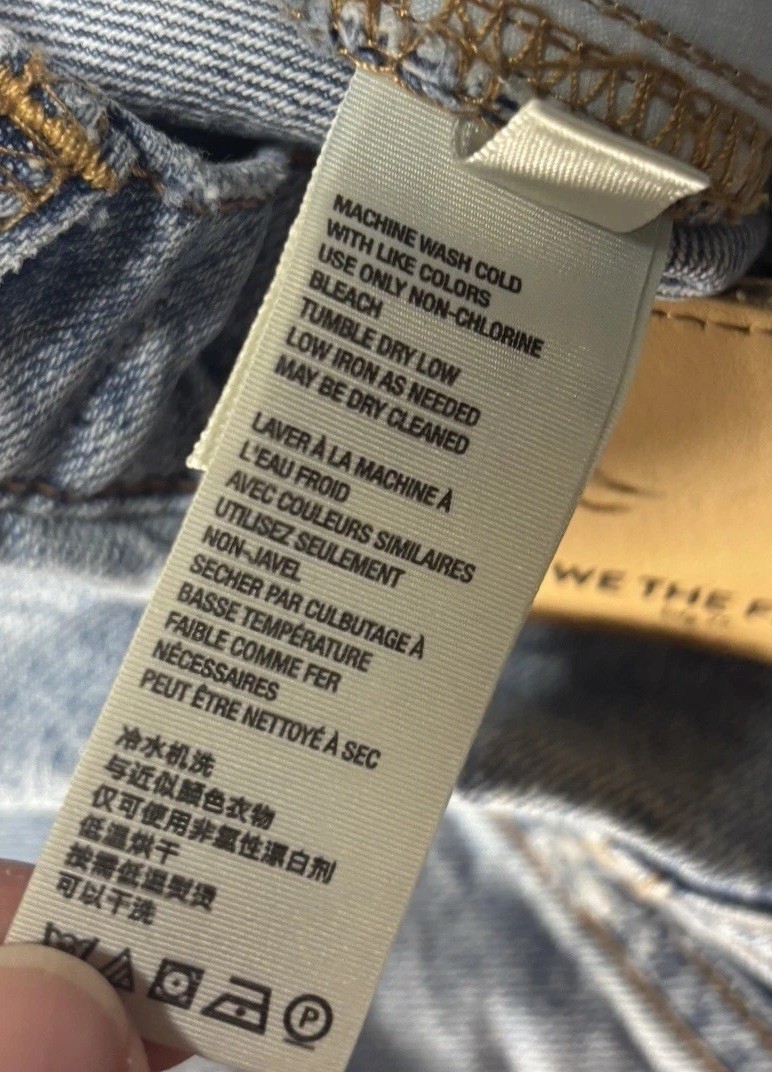 MACHINE WASH COLD
WITH LIKE COLORS
USE ONLY NON-CHLORINE
BLEACH
TUMBLE DRY LOW
LOW IRON AS NEEDED
MAY BE DRY CLEANED
LAVER À LA MACHINE À
L'EAU FROID
AVEC COULEURS SIMILAIRES
UTILISEZ SEULEMENT
NON-JAVEL
SECHER PAR CULBUTAGE À
BASSE TEMPÉRATURE
FAIBLE COMME FER
NÉCESSAIRES
PEUT ÊTRE NETTOYÉ À SEC
冷水机洗
与近似颜色衣物
仅可使用非氯性漂白剂
低温烘干
按需低温熨烫
可以干洗
P
WE THE F